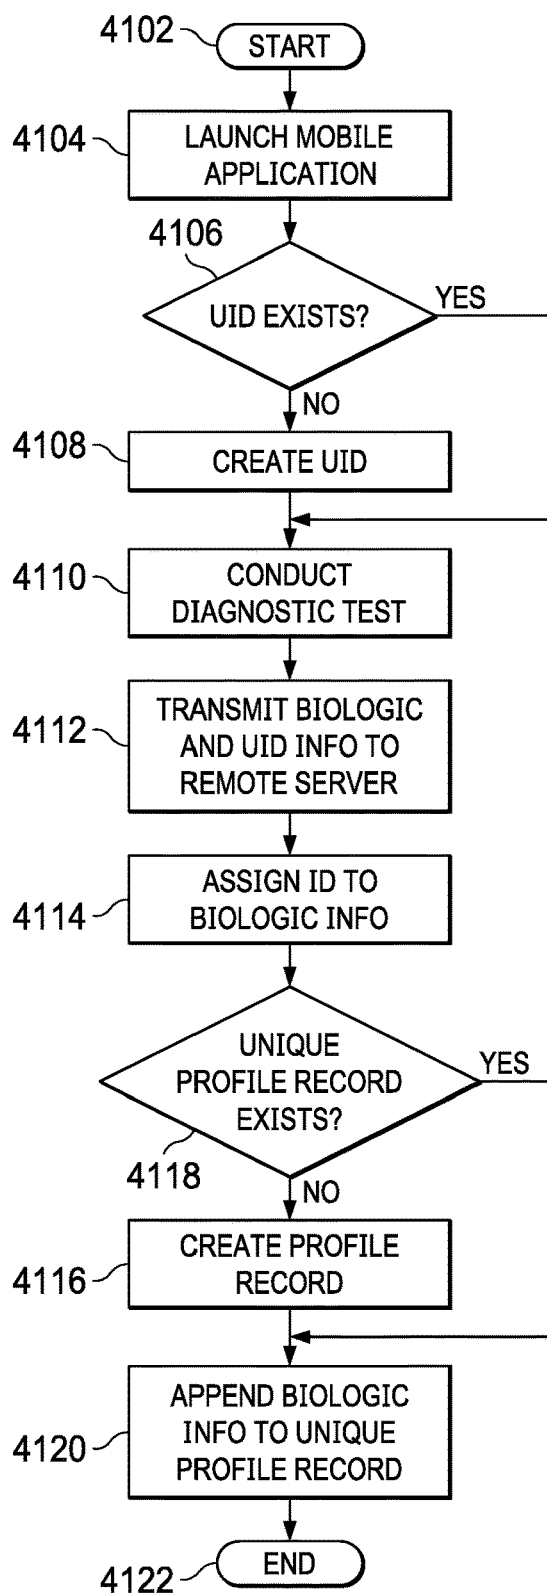 4102
START
4104
LAUNCH MOBILE
APPLICATION
4106
UID EXISTS?
YES
NO
4108
CREATE UID
4110
CONDUCT
DIAGNOSTIC TEST
4112
TRANSMIT BIOLOGIC
AND UID INFO TO
REMOTE SERVER
4114
ASSIGN ID TO
BIOLOGIC INFO
UNIQUE
PROFILE RECORD
EXISTS?
YES
4118
NO
4116
CREATE PROFILE
RECORD
4120
APPEND BIOLOGIC
INFO TO UNIQUE
PROFILE RECORD
4122
END